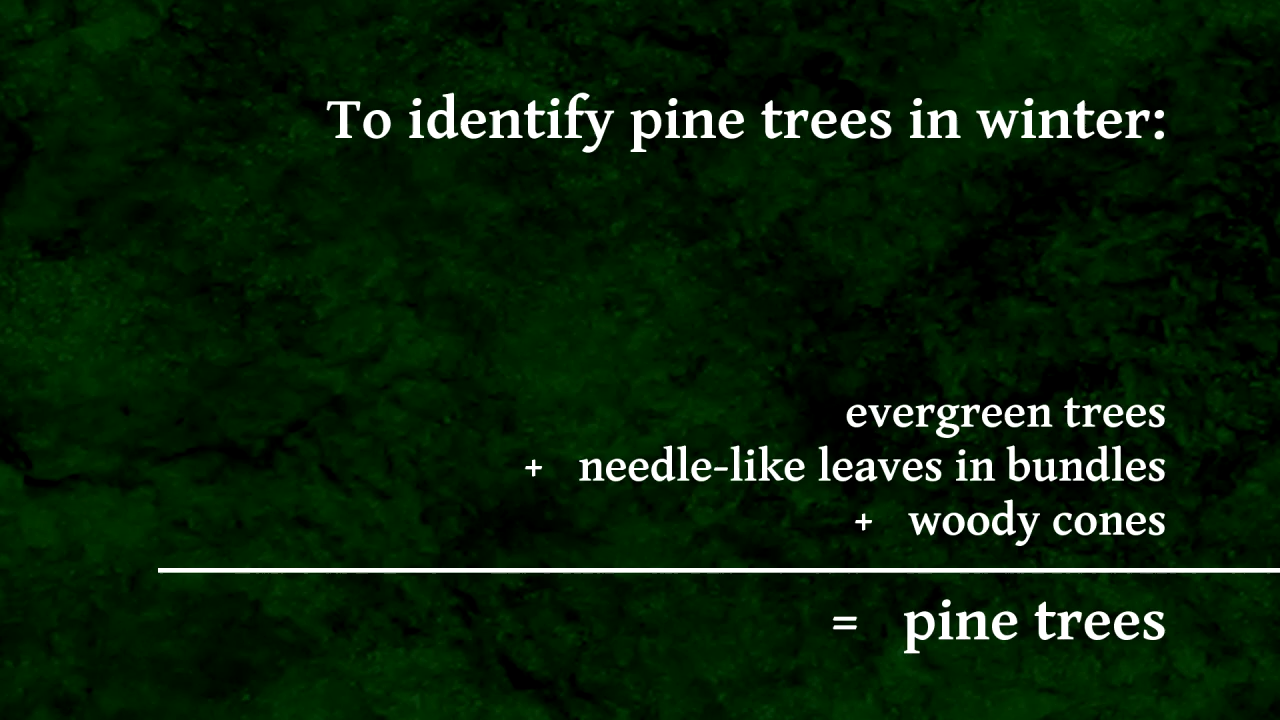 To identify pine trees in winter:
evergreen trees
+ needle-like leaves in bundles
+ woody cones
= pine trees